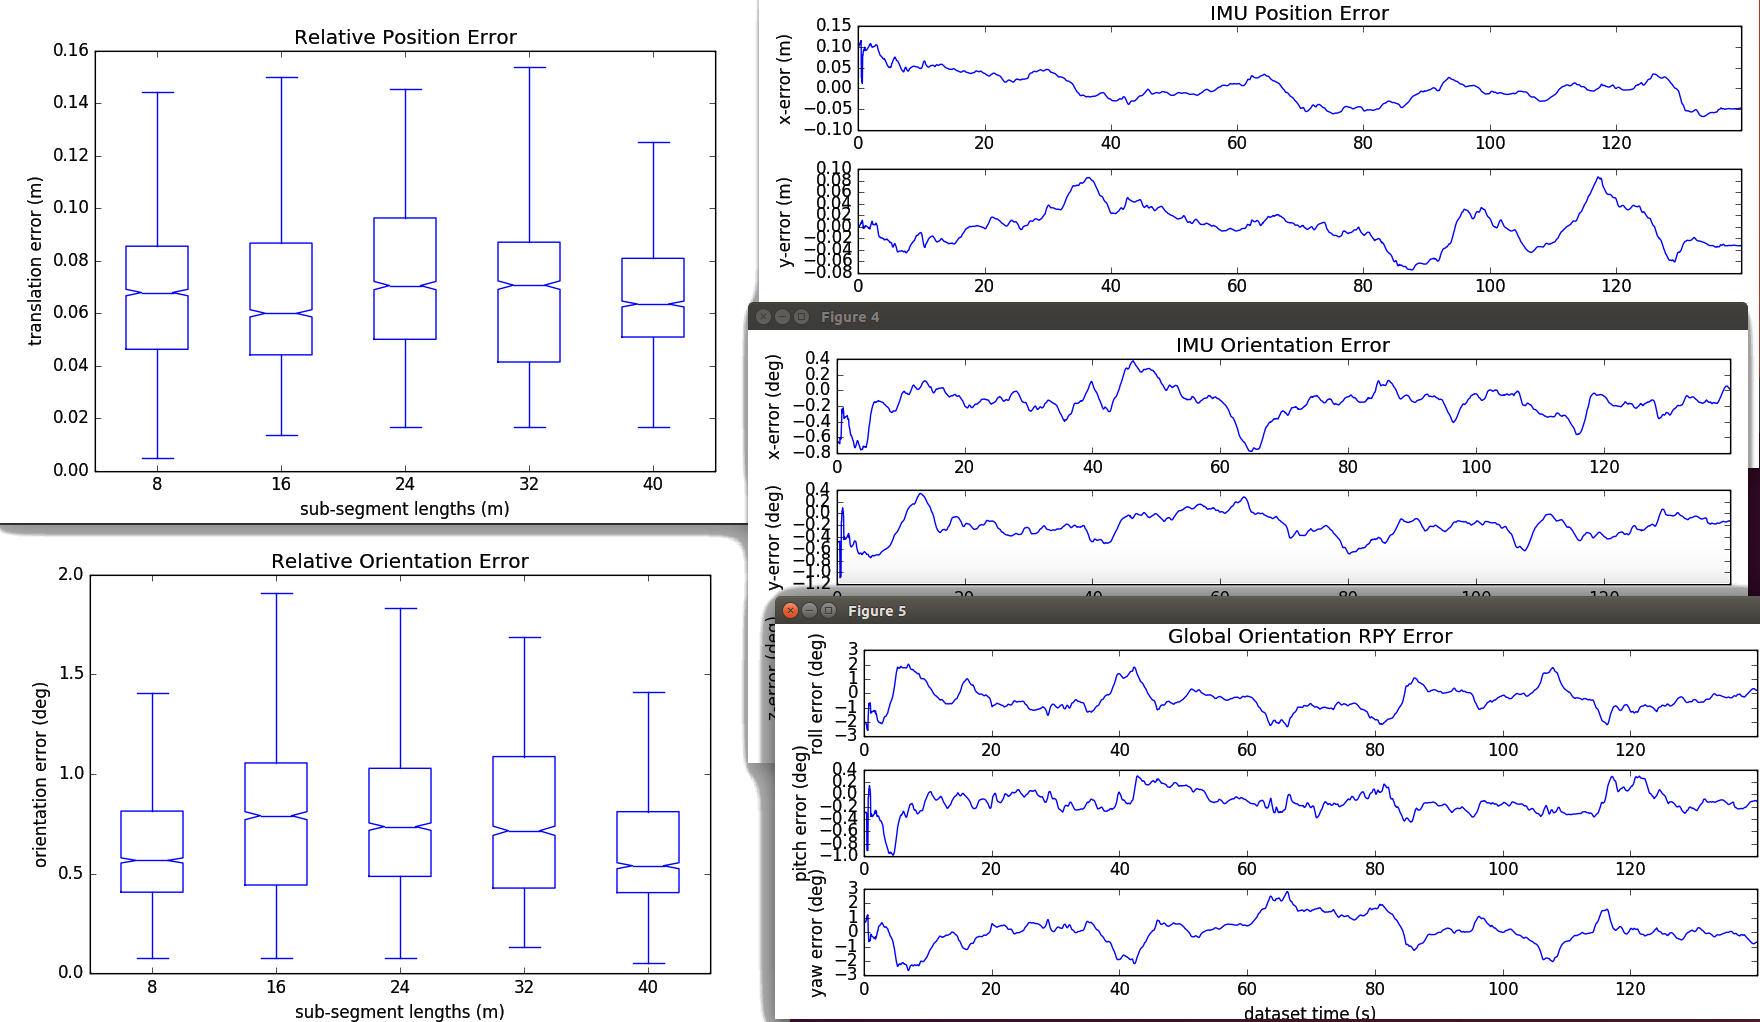 Relative Position Error
0.16
0.14
0.12
0.10
0.08
0.06
0.04
0.02
0.00
translation error (m)
8 16 24 32 40
sub-segment lengths (m)
Relative Orientation Error
2.0
1.5
1.0
0.5
0.0
orientation error (deg)
8 16 24 32 40
sub-segment lengths (m)
IMU Position Error
0.15
0.10
0.05
0.00
−0.05
−0.10
x-error (m)
0 20 40 60 80 100 120
0.10
0.08
0.06
0.04
0.02
0.00
−0.02
−0.04
−0.06
−0.08
y-error (m)
0 20 40 60 80 100 120
Figure 4
IMU Orientation Error
0.4
0.2
0.0
−0.2
−0.4
−0.6
−0.8
x-error (deg)
0 20 40 60 80 100 120
0.4
0.2
0.0
−0.2
−0.4
−0.6
−0.8
−1.0
−1.2
y-error (deg)
0 20 40 60 80 100 120
z-error (deg)
Figure 5
Global Orientation RPY Error
3
2
1
0
−1
−2
−3
roll error (deg)
0 20 40 60 80 100 120
0.4
0.2
0.0
−0.2
−0.4
−0.6
−0.8
−1.0
pitch error (deg)
0 20 40 60 80 100 120
3
2
1
0
−1
−2
−3
yaw error (deg)
0 20 40 60 80 100 120
dataset time (s)